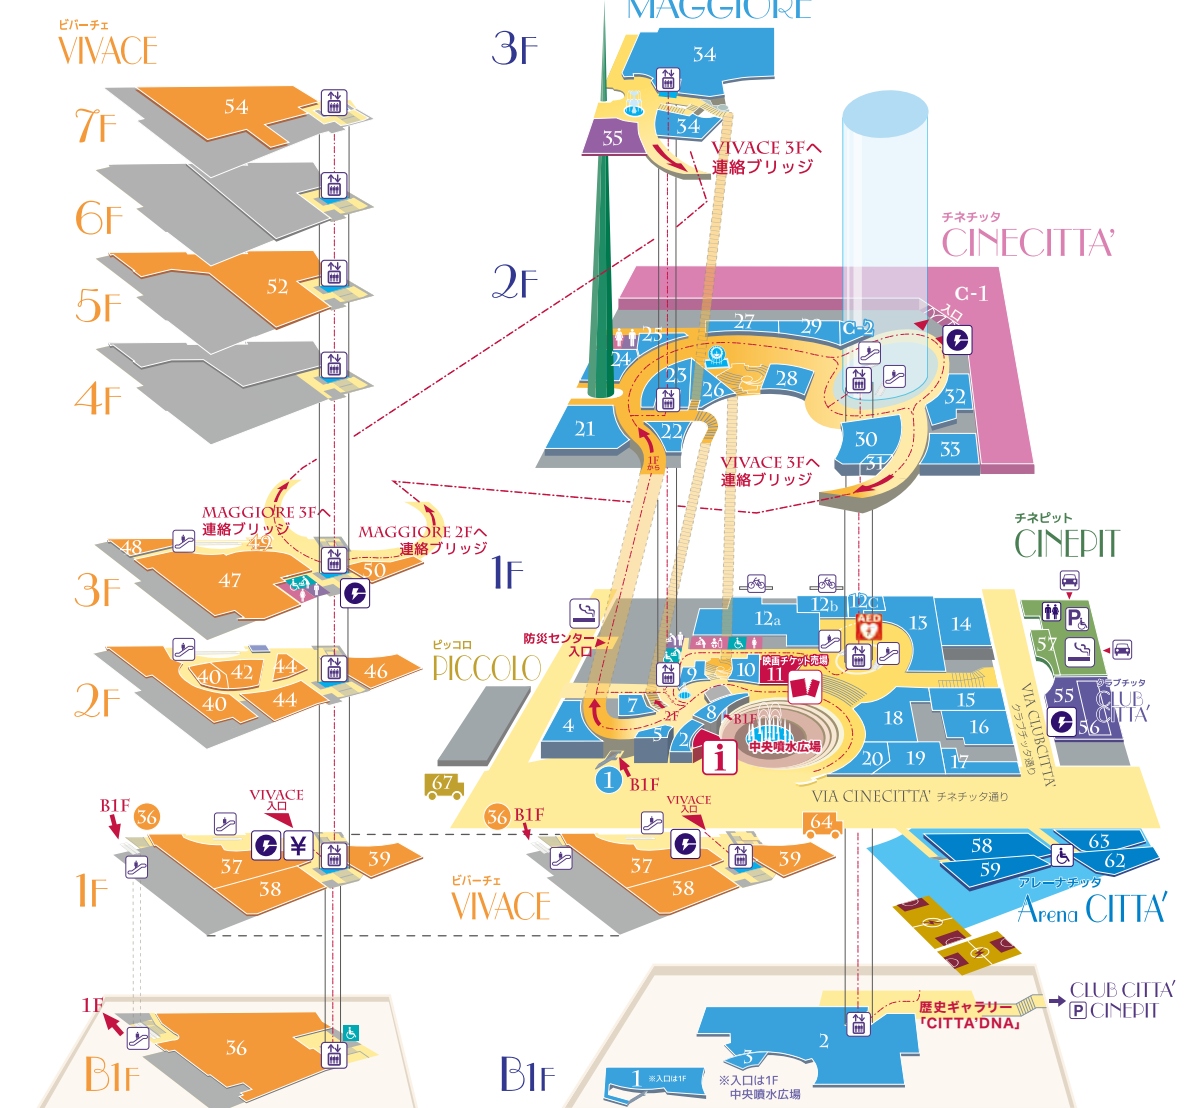 MAGGIORE
ビバーチェ
VIVACE
3F
34
34
35
VIVACE 3Fへ
連絡ブリッジ
7F
54
6F
5F
52
4F
チネチッタ
CINECITTA'
2F
C-1
入口
27
29
C-2
25
24
23
26
28
32
21
22
30
31
33
1F
から
VIVACE 3Fへ
連絡ブリッジ
MAGGIORE 3Fへ
連絡ブリッジ
MAGGIORE 2Fへ
連絡ブリッジ
3F
48
49
47
50
チネピット
CINEPIT
1F
12a
12b
12C
AED
13
14
防災センター
入口
57
P
映画チケット売場
9
10
11
2F
40
42
44
46
40
44
ピッコロ
PICCOLO
4
7
8
2F
B1F
5
2
i
中央噴水広場
18
15
16
20
19
17
1
B1F
67
VIA CLUBCITTA'
クラブチッタ通り
クラブチッタ
CLUB
CITTA'
55
56
VIA CINECITTA' チネチッタ通り
64
B1F
36
VIVACE
入口
¥
37
38
39
1F
36
B1F
VIVACE
入口
37
38
39
ビバーチェ
VIVACE
58
59
63
62
アレーナチッタ
Arena CITTA'
1F
36
B1F
B1F
歴史ギャラリー
「CITTA'DNA」
CLUB CITTA'
P CINEPIT
2
3
1
※入口は1F
※入口は1F
中央噴水広場